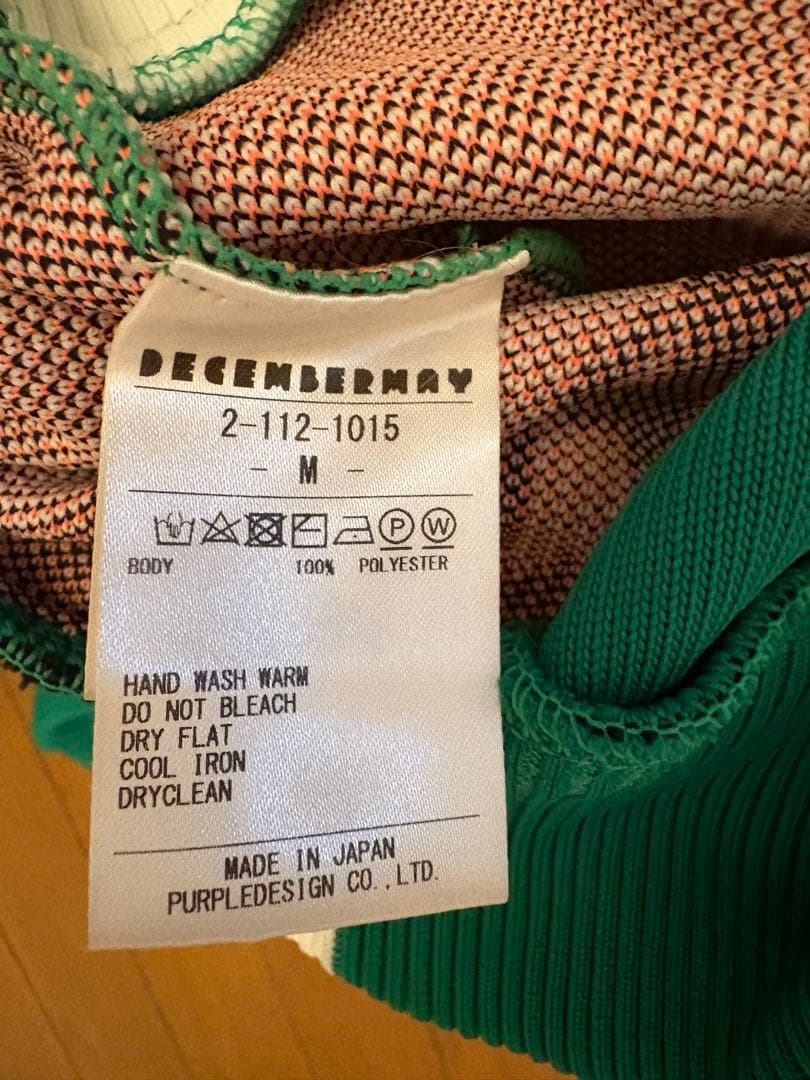 DECEMBERMAY
2-112-1015
- M -
P W
BODY 100% POLYESTER
HAND WASH WARM
DO NOT BLEACH
DRY FLAT
COOL IRON
DRYCLEAN
MADE IN JAPAN
PURPLEDESIGN CO.,LTD.